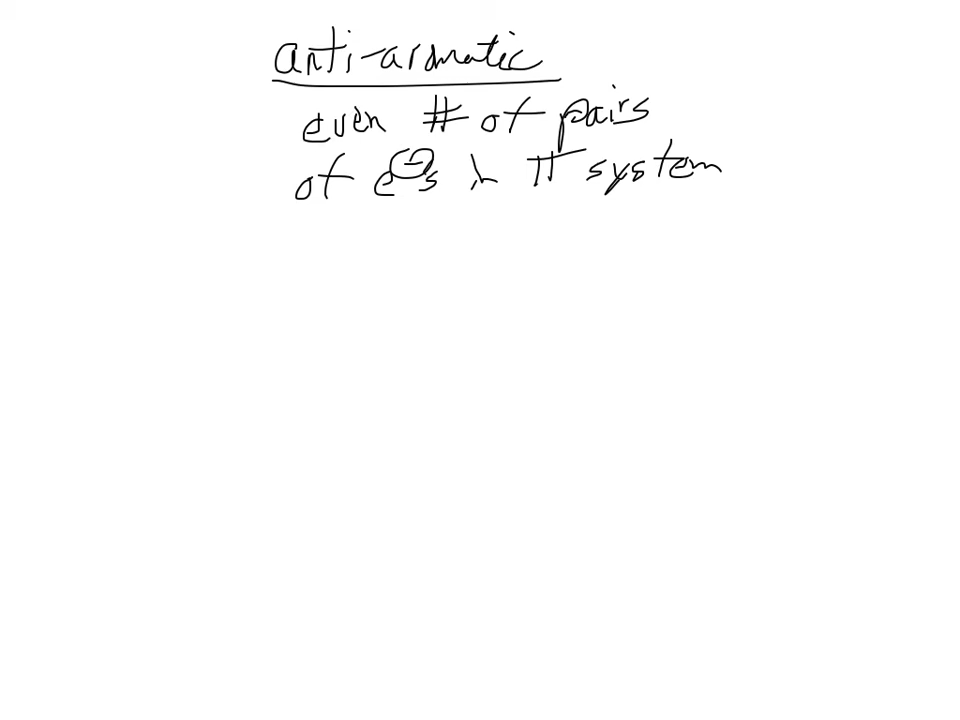 anti-aromatic
even # of pairs
of e⊖s in π system